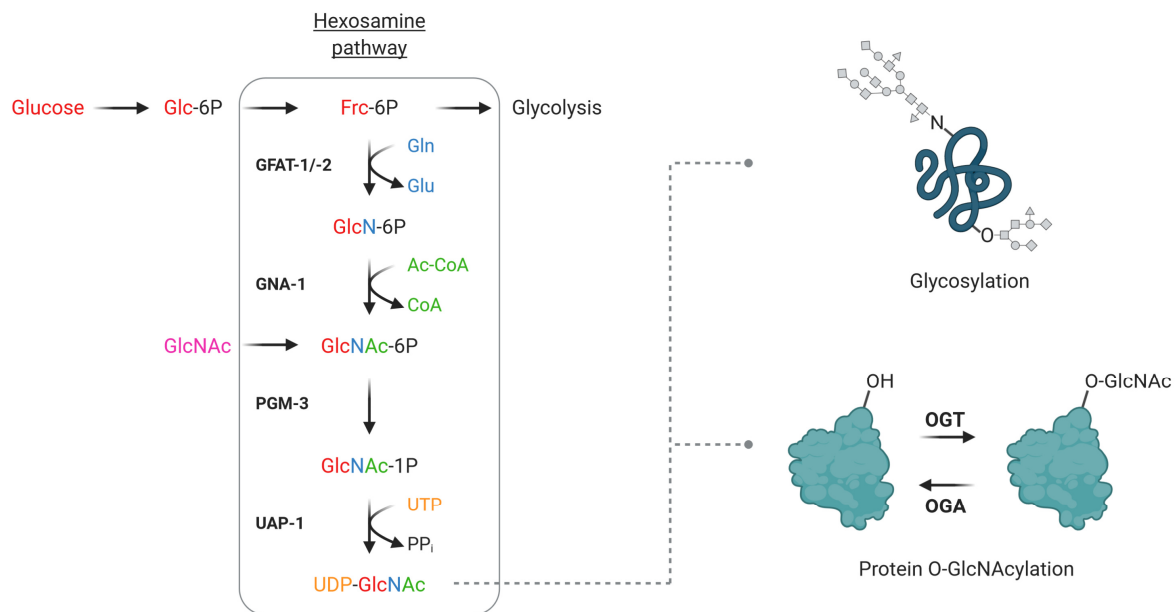 Hexosamine
pathway
Glucose
Glc-6P
Frc-6P
Glycolysis
GFAT-1/-2
Gln
Glu
GlcN-6P
GNA-1
Ac-CoA
CoA
GlcNAc
GlcNAc-6P
PGM-3
GlcNAc-1P
UAP-1
UTP
PPi
UDP-GlcNAc
N
O
Glycosylation
OH
O-GlcNAc
OGT
OGA
Protein O-GlcNAcylation